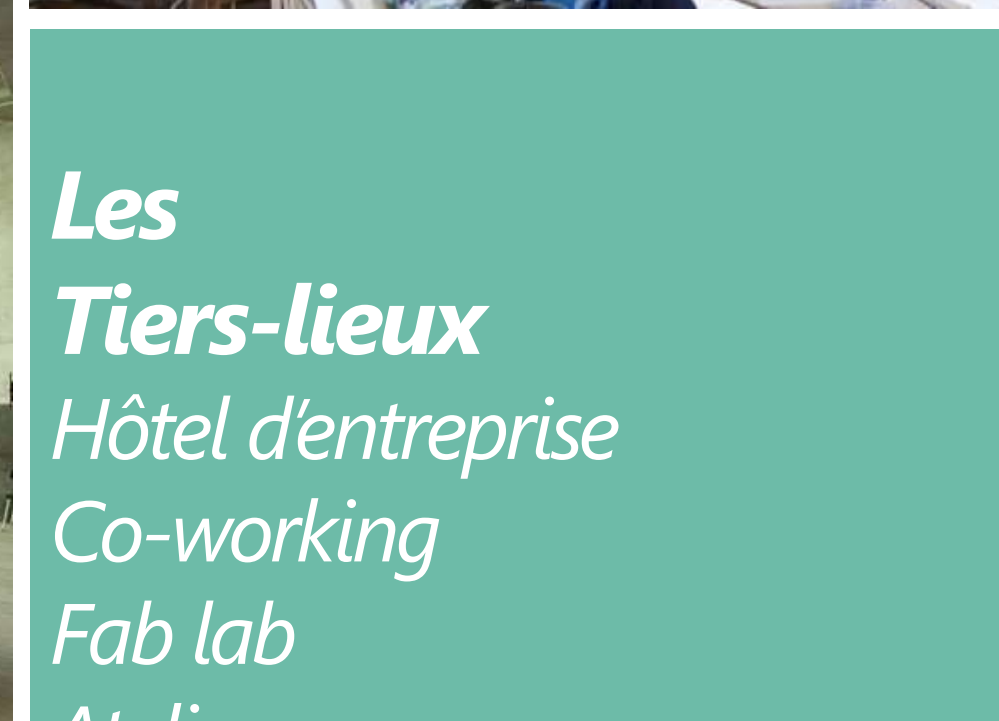 Les
Tiers-lieux
Hôtel d’entreprise
Co-working
Fab lab